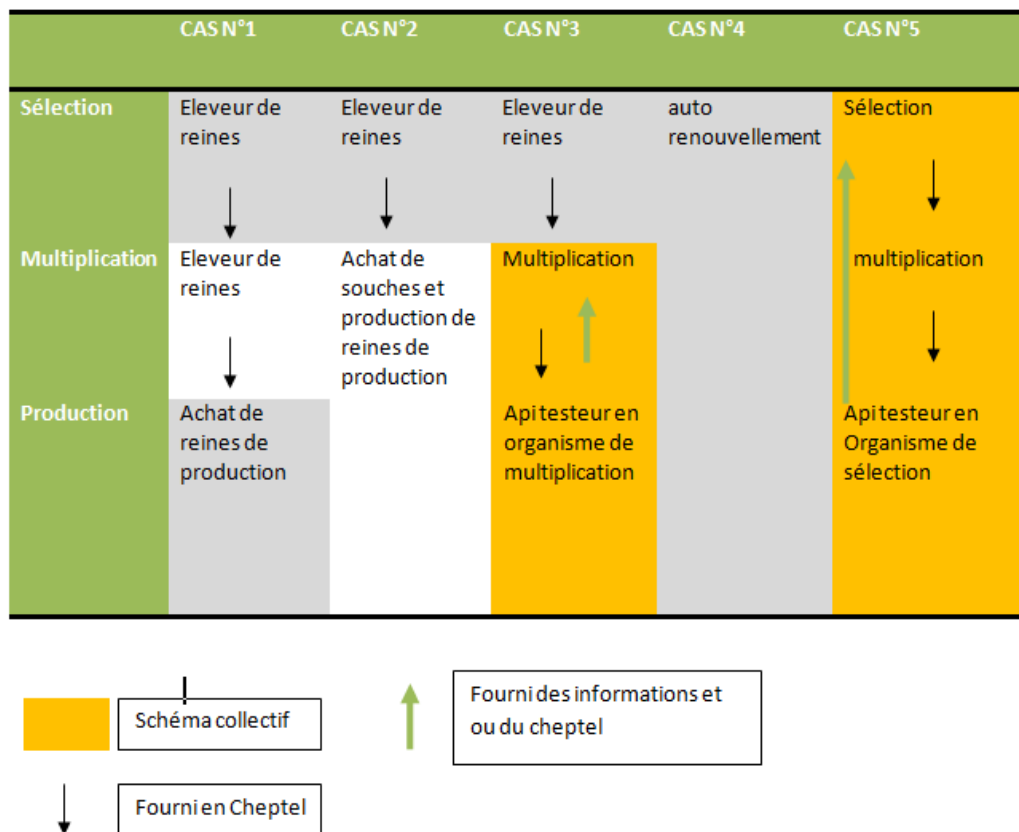 CAS N°1 CAS N°2 CAS N°3 CAS N°4 CAS N°5
Sélection Eleveur de Eleveur de Eleveur de auto Sélection
reines reines reines renouvellement
Multiplication Eleveur de Achat de Multiplication multiplication
reines souches et
production de
reines de
production
Production Achat de Api testeur en Api testeur en
reines de organisme de Organisme de
production multiplication sélection
Schéma collectif
Fourni des informations et
ou du cheptel
Fourni en Cheptel